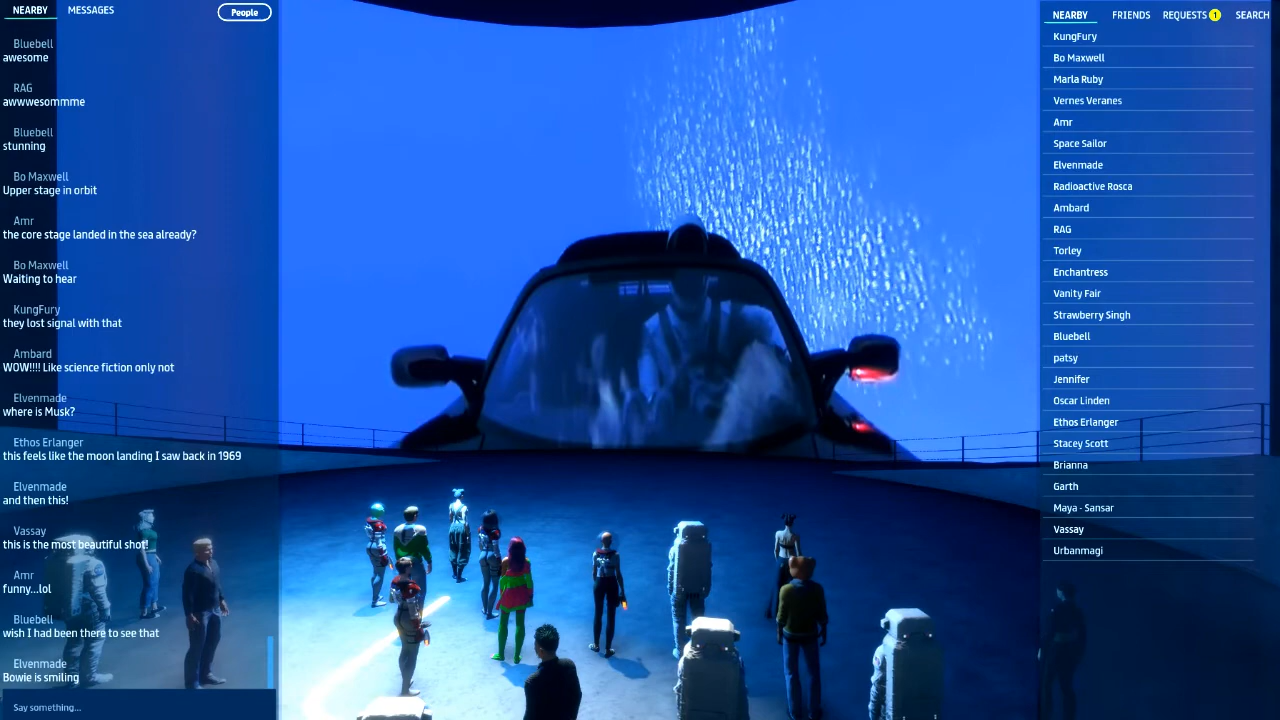 NEARBY MESSAGES People
Bluebell
awesome
RAG
awwwesommme
Bluebell
stunning
Bo Maxwell
Upper stage in orbit
Amr
the core stage landed in the sea already?
Bo Maxwell
Waiting to hear
KungFury
they lost signal with that
Ambard
WOW!!!! Like science fiction only not
Elvenmade
where is Musk?
Ethos Erlanger
this feels like the moon landing I saw back in 1969
Elvenmade
and then this!
Vassay
this is the most beautiful shot!
Amr
funny...lol
Bluebell
wish I had been there to see that
Elvenmade
Bowie is smiling
Say something...
NEARBY FRIENDS REQUESTS 1 SEARCH
KungFury
Bo Maxwell
Marla Ruby
Vernes Veranes
Amr
Space Sailor
Elvenmade
Radioactive Rosca
Ambard
RAG
Torley
Enchantress
Vanity Fair
Strawberry Singh
Bluebell
patsy
Jennifer
Oscar Linden
Ethos Erlanger
Stacey Scott
Brianna
Garth
Maya - Sansar
Vassay
Urbanmagi